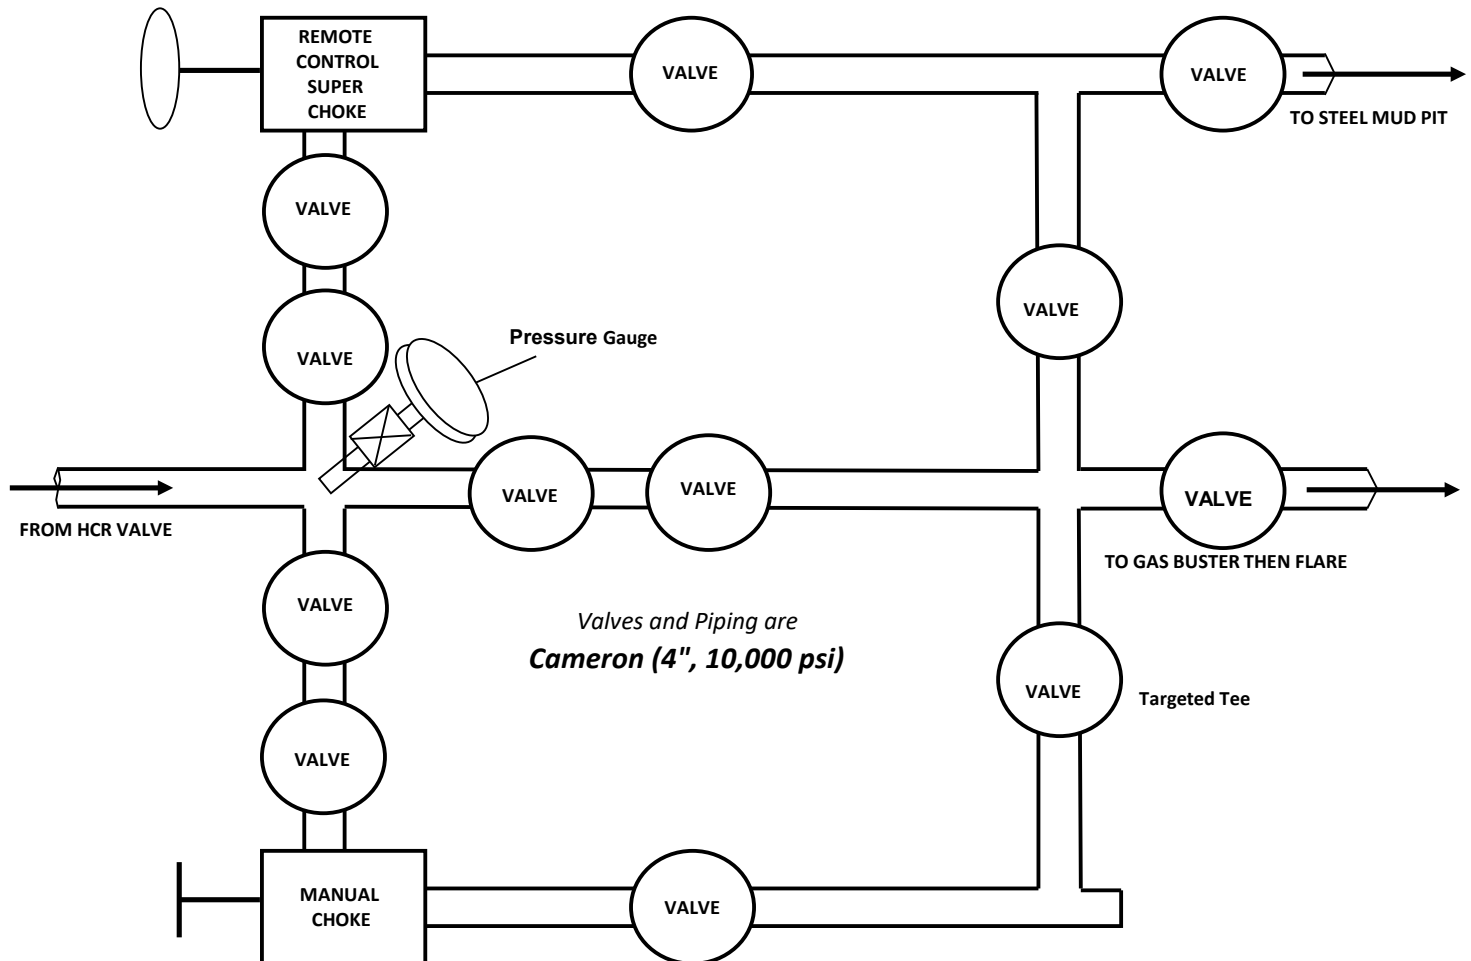 REMOTE
CONTROL
SUPER
CHOKE
VALVE
VALVE
TO STEEL MUD PIT
VALVE
VALVE
VALVE
Pressure Gauge
FROM HCR VALVE
VALVE
VALVE
VALVE
TO GAS BUSTER THEN FLARE
VALVE
Valves and Piping are
Cameron (4", 10,000 psi)
VALVE
Targeted Tee
VALVE
MANUAL
CHOKE
VALVE